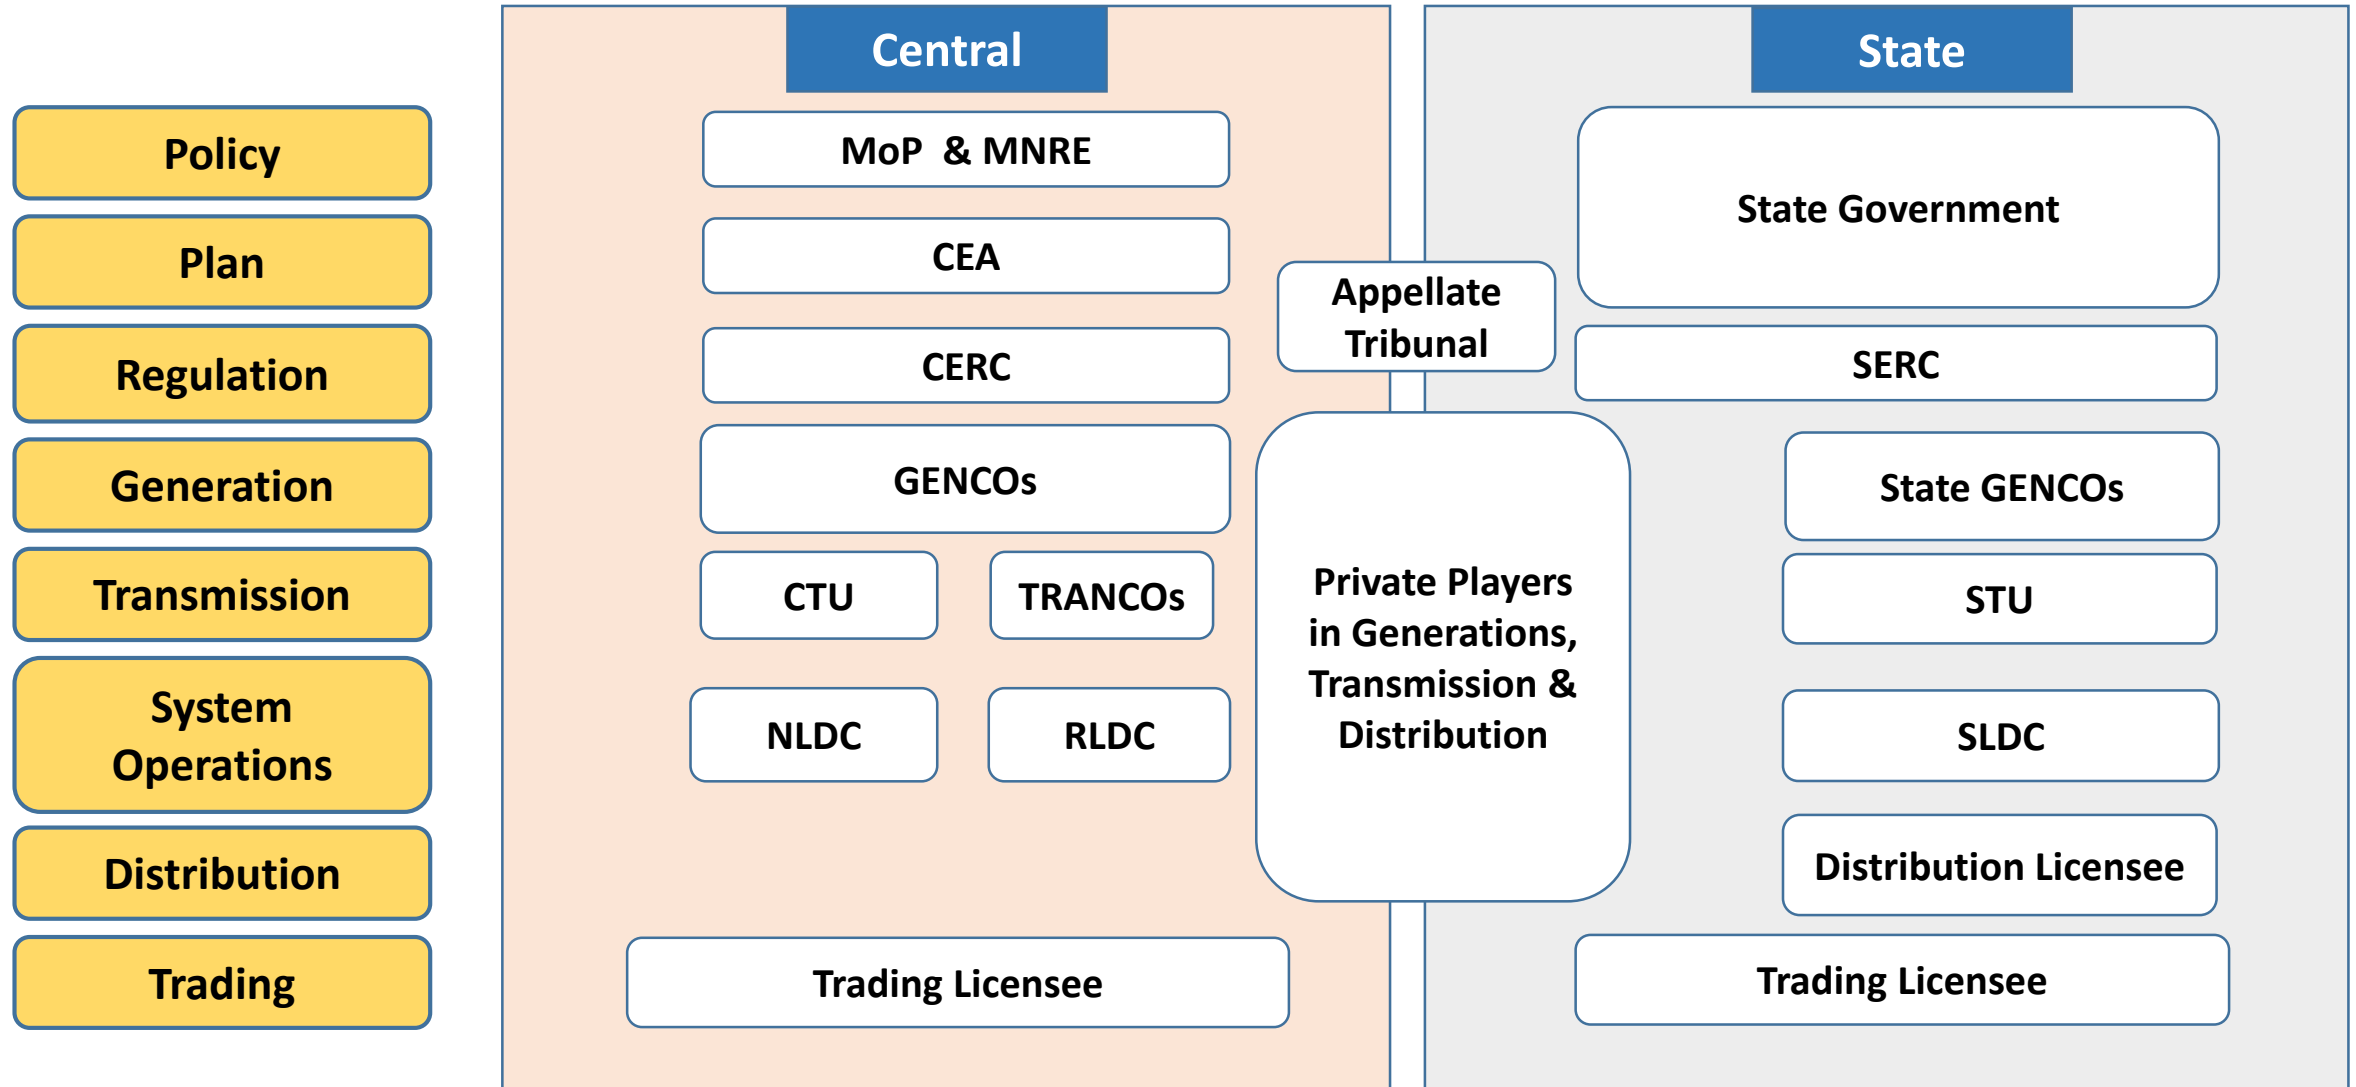 Central
State
Policy
MoP & MNRE
State Government
Plan
CEA
Appellate
Tribunal
Regulation
CERC
SERC
Generation
GENCOs
State GENCOs
Private Players
in Generations,
Transmission &
Distribution
Transmission
CTU
TRANCOs
STU
System
Operations
NLDC
RLDC
SLDC
Distribution
Distribution Licensee
Trading
Trading Licensee
Trading Licensee